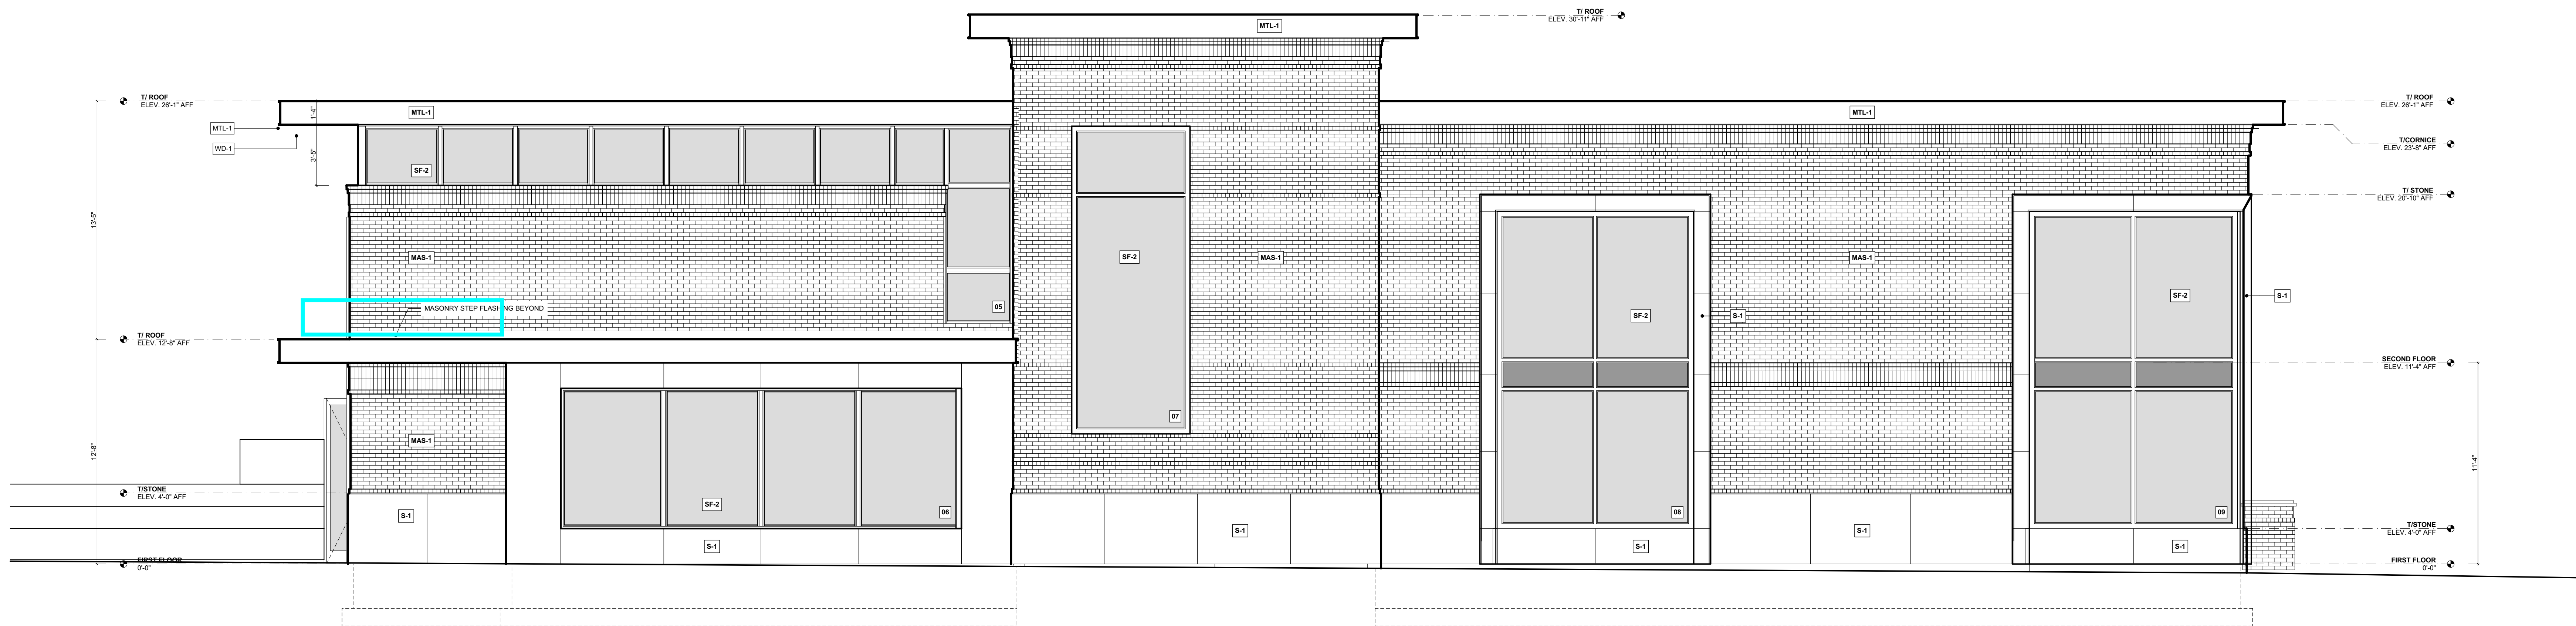 T/ ROOF
ELEV. 30'-11" AFF
MTL-1
T/ ROOF
ELEV. 26'-1" AFF
MTL-1
1'-4"
MTL-1
T/ ROOF
ELEV. 26'-1" AFF
MTL-1
WD-1
3'-5"
SF-2
T/CORNICE
ELEV. 23'-8" AFF
T/ STONE
ELEV. 20'-10" AFF
13'-5"
MAS-1
SF-2
MAS-1
MAS-1
MASONRY STEP FLASHING BEYOND
05
SF-2
S-1
SF-2
S-1
T/ ROOF
ELEV. 12'-8" AFF
SECOND FLOOR
ELEV. 11'-4" AFF
07
12'-8"
MAS-1
11'-4"
T/STONE
ELEV. 4'-0" AFF
SF-2
06
08
09
S-1
S-1
S-1
S-1
S-1
S-1
T/STONE
ELEV. 4'-0" AFF
FIRST FLOOR
0'-0"
FIRST FLOOR
0'-0"